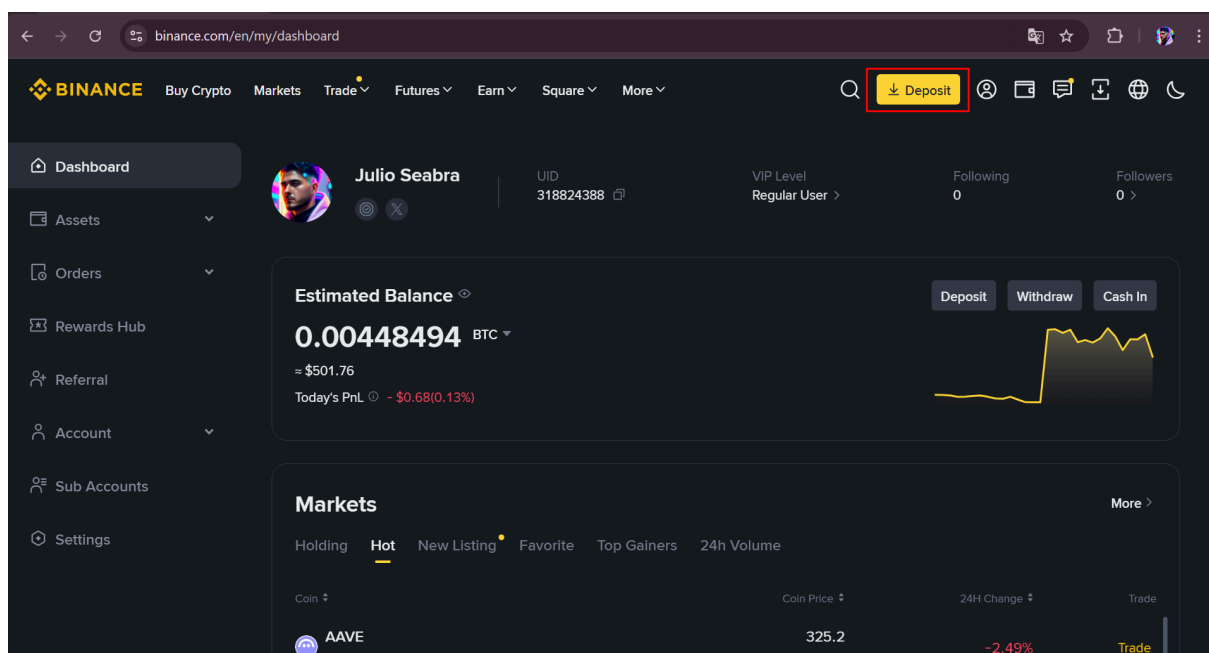 binance.com/en/my/dashboard
BINANCE Buy Crypto Markets Trade Futures Earn Square More Deposit
Dashboard
Assets
Orders
Rewards Hub
Referral
Account
Sub Accounts
Settings
Julio Seabra
UID
318824388
VIP Level
Regular User
Following
0
Followers
0
Estimated Balance
Deposit Withdraw Cash In
0.00448494 BTC
≈ $501.76
Today's PnL - $0.68(0.13%)
Markets
More
Holding Hot New Listing Favorite Top Gainers 24h Volume
Coin Coin Price 24H Change Trade
AAVE 325.2 -2.49% Trade